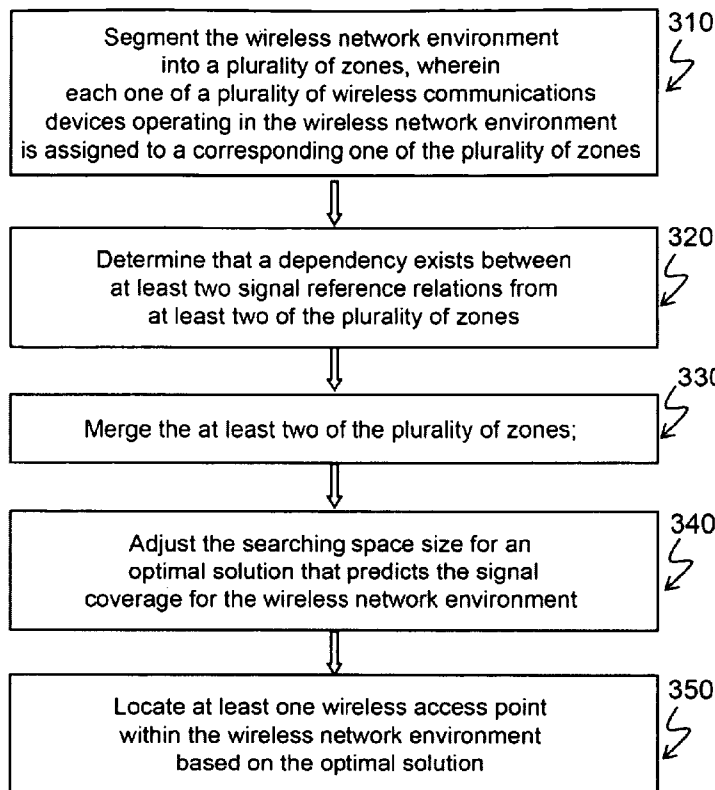 310
Segment the wireless network environment
into a plurality of zones, wherein
each one of a plurality of wireless communications
devices operating in the wireless network environment
is assigned to a corresponding one of the plurality of zones
320
Determine that a dependency exists between
at least two signal reference relations from
at least two of the plurality of zones
330
Merge the at least two of the plurality of zones;
340
Adjust the searching space size for an
optimal solution that predicts the signal
coverage for the wireless network environment
350
Locate at least one wireless access point
within the wireless network environment
based on the optimal solution